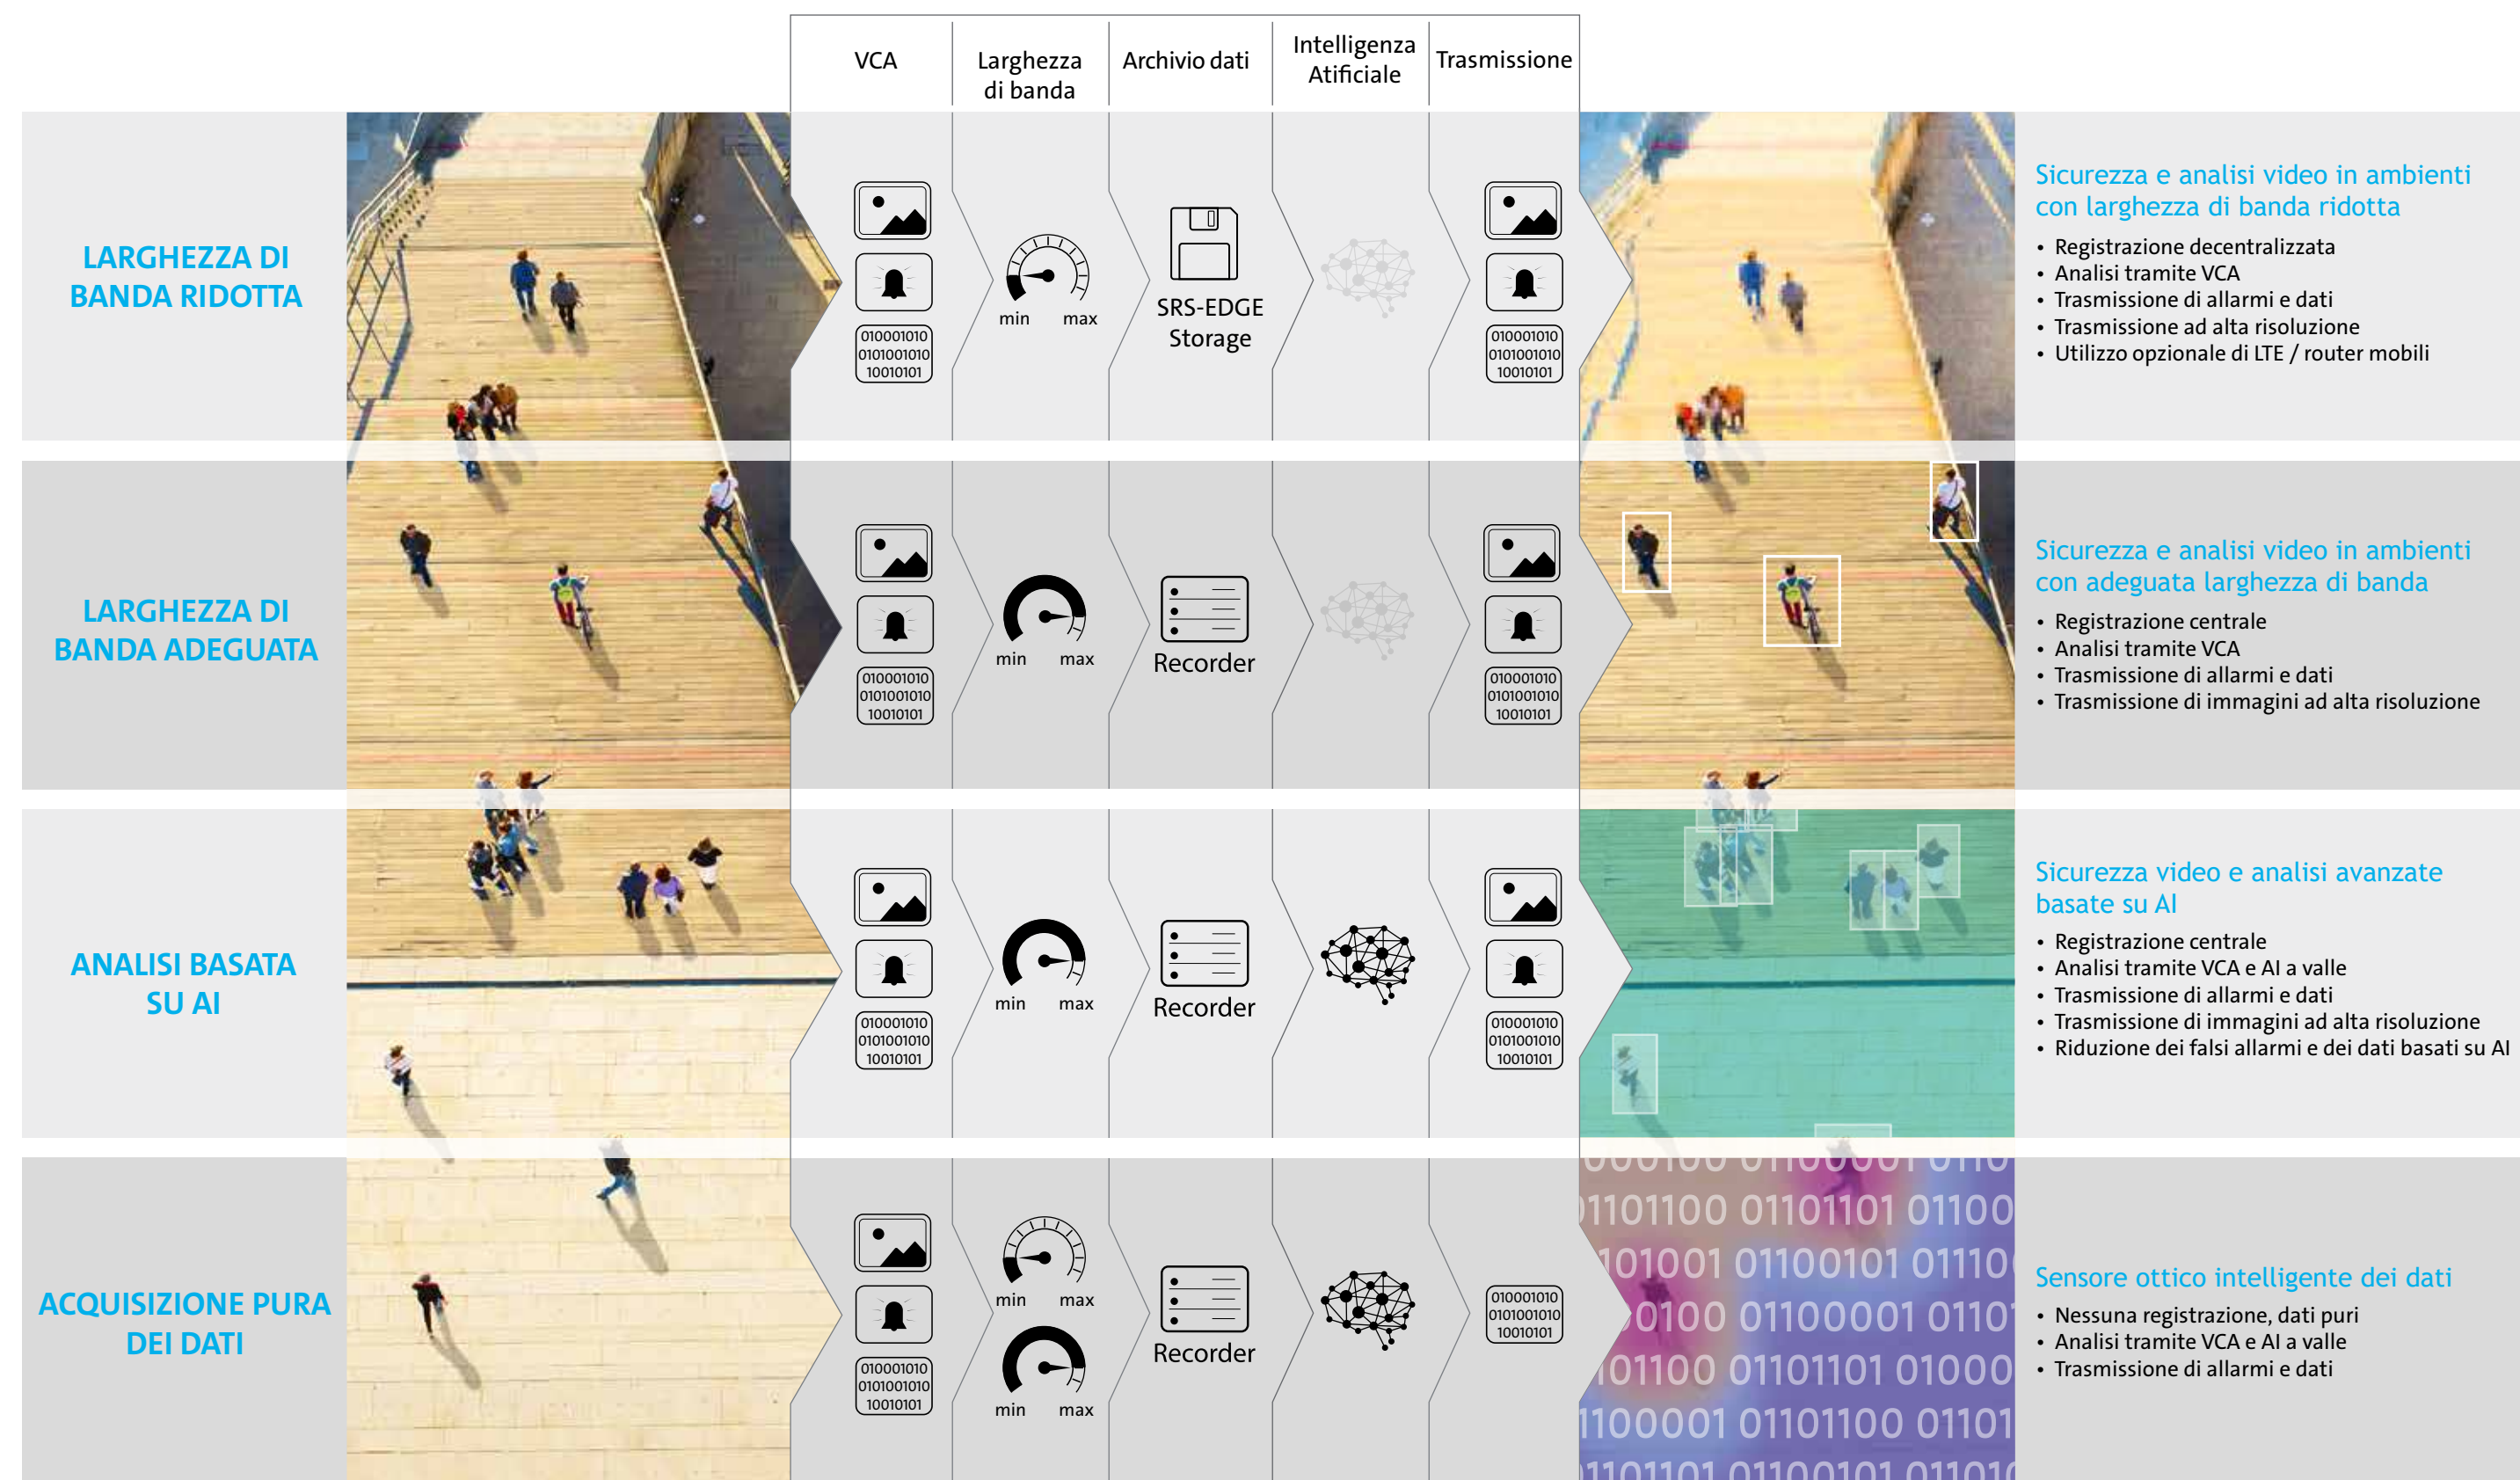 VCA
Larghezza
di banda
Archivio dati
Intelligenza
Atificiale
Trasmissione
LARGHEZZA DI
BANDA RIDOTTA
010001010
0101001010
10010101
min max
SRS-EDGE
Storage
010001010
0101001010
10010101
Sicurezza e analisi video in ambienti
con larghezza di banda ridotta
• Registrazione decentralizzata
• Analisi tramite VCA
• Trasmissione di allarmi e dati
• Trasmissione ad alta risoluzione
• Utilizzo opzionale di LTE / router mobili
LARGHEZZA DI
BANDA ADEGUATA
010001010
0101001010
10010101
min max
Recorder
010001010
0101001010
10010101
Sicurezza e analisi video in ambienti
con adeguata larghezza di banda
• Registrazione centrale
• Analisi tramite VCA
• Trasmissione di allarmi e dati
• Trasmissione di immagini ad alta risoluzione
ANALISI BASATA
SU AI
010001010
0101001010
10010101
min max
Recorder
010001010
0101001010
10010101
Sicurezza video e analisi avanzate
basate su AI
• Registrazione centrale
• Analisi tramite VCA e AI a valle
• Trasmissione di allarmi e dati
• Trasmissione di immagini ad alta risoluzione
• Riduzione dei falsi allarmi e dei dati basati su AI
ACQUISIZIONE PURA
DEI DATI
010001010
0101001010
10010101
min max
min max
Recorder
010001010
0101001010
10010101
1101100 01101101 01100
101001 01100101 01110
0100 01100001 0110
01100 01101101 01000
1100001 01101100 01101
1101101 01100101 01101
Sensore ottico intelligente dei dati
• Nessuna registrazione, dati puri
• Analisi tramite VCA e AI a valle
• Trasmissione di allarmi e dati